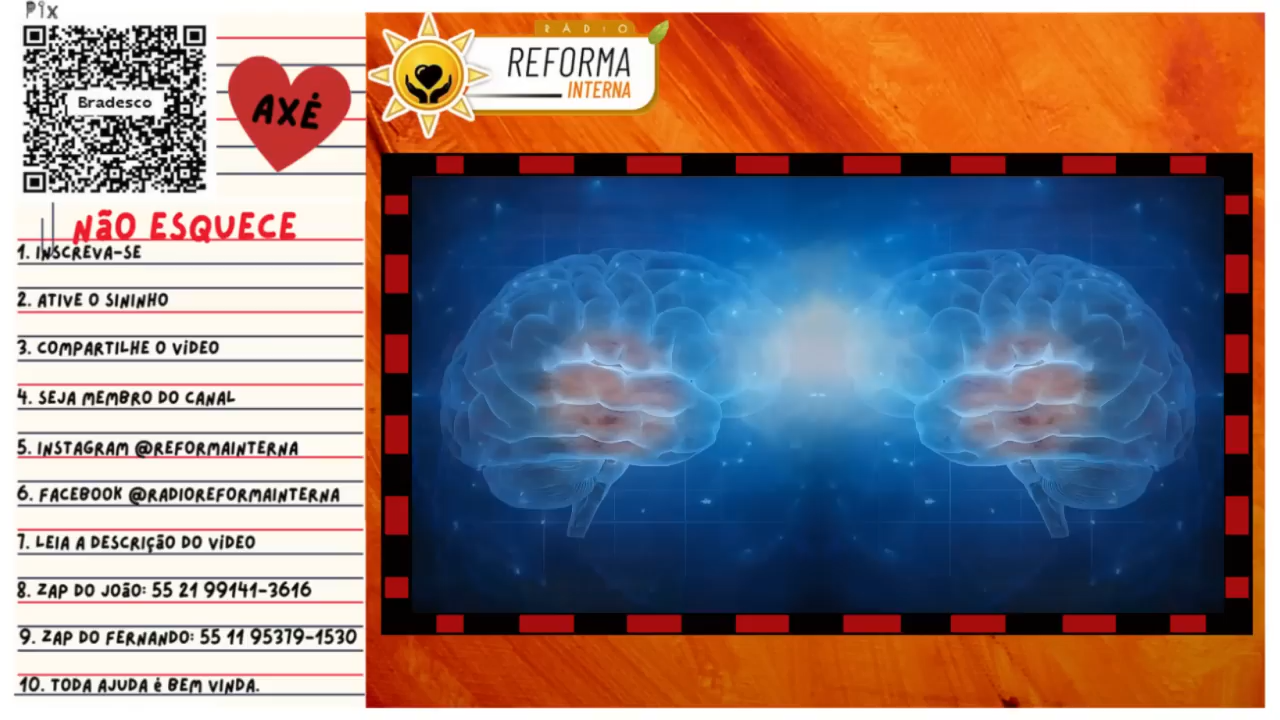 Pix
Bradesco
AXÉ
NÃO ESQUECE
1. INSCREVA-SE
2. ATIVE O SININHO
3. COMPARTILHE O VÍDEO
4. SEJA MEMBRO DO CANAL
5. INSTAGRAM @REFORMAINTERNA
6. FACEBOOK @RADIOREFORMAINTERNA
7. LEIA A DESCRIÇÃO DO VÍDEO
8. ZAP DO JOÃO: 55 21 99141-3616
9. ZAP DO FERNANDO: 55 11 95379-1530
10. TODA AJUDA É BEM VINDA.
RÁDIO
REFORMA
INTERNA